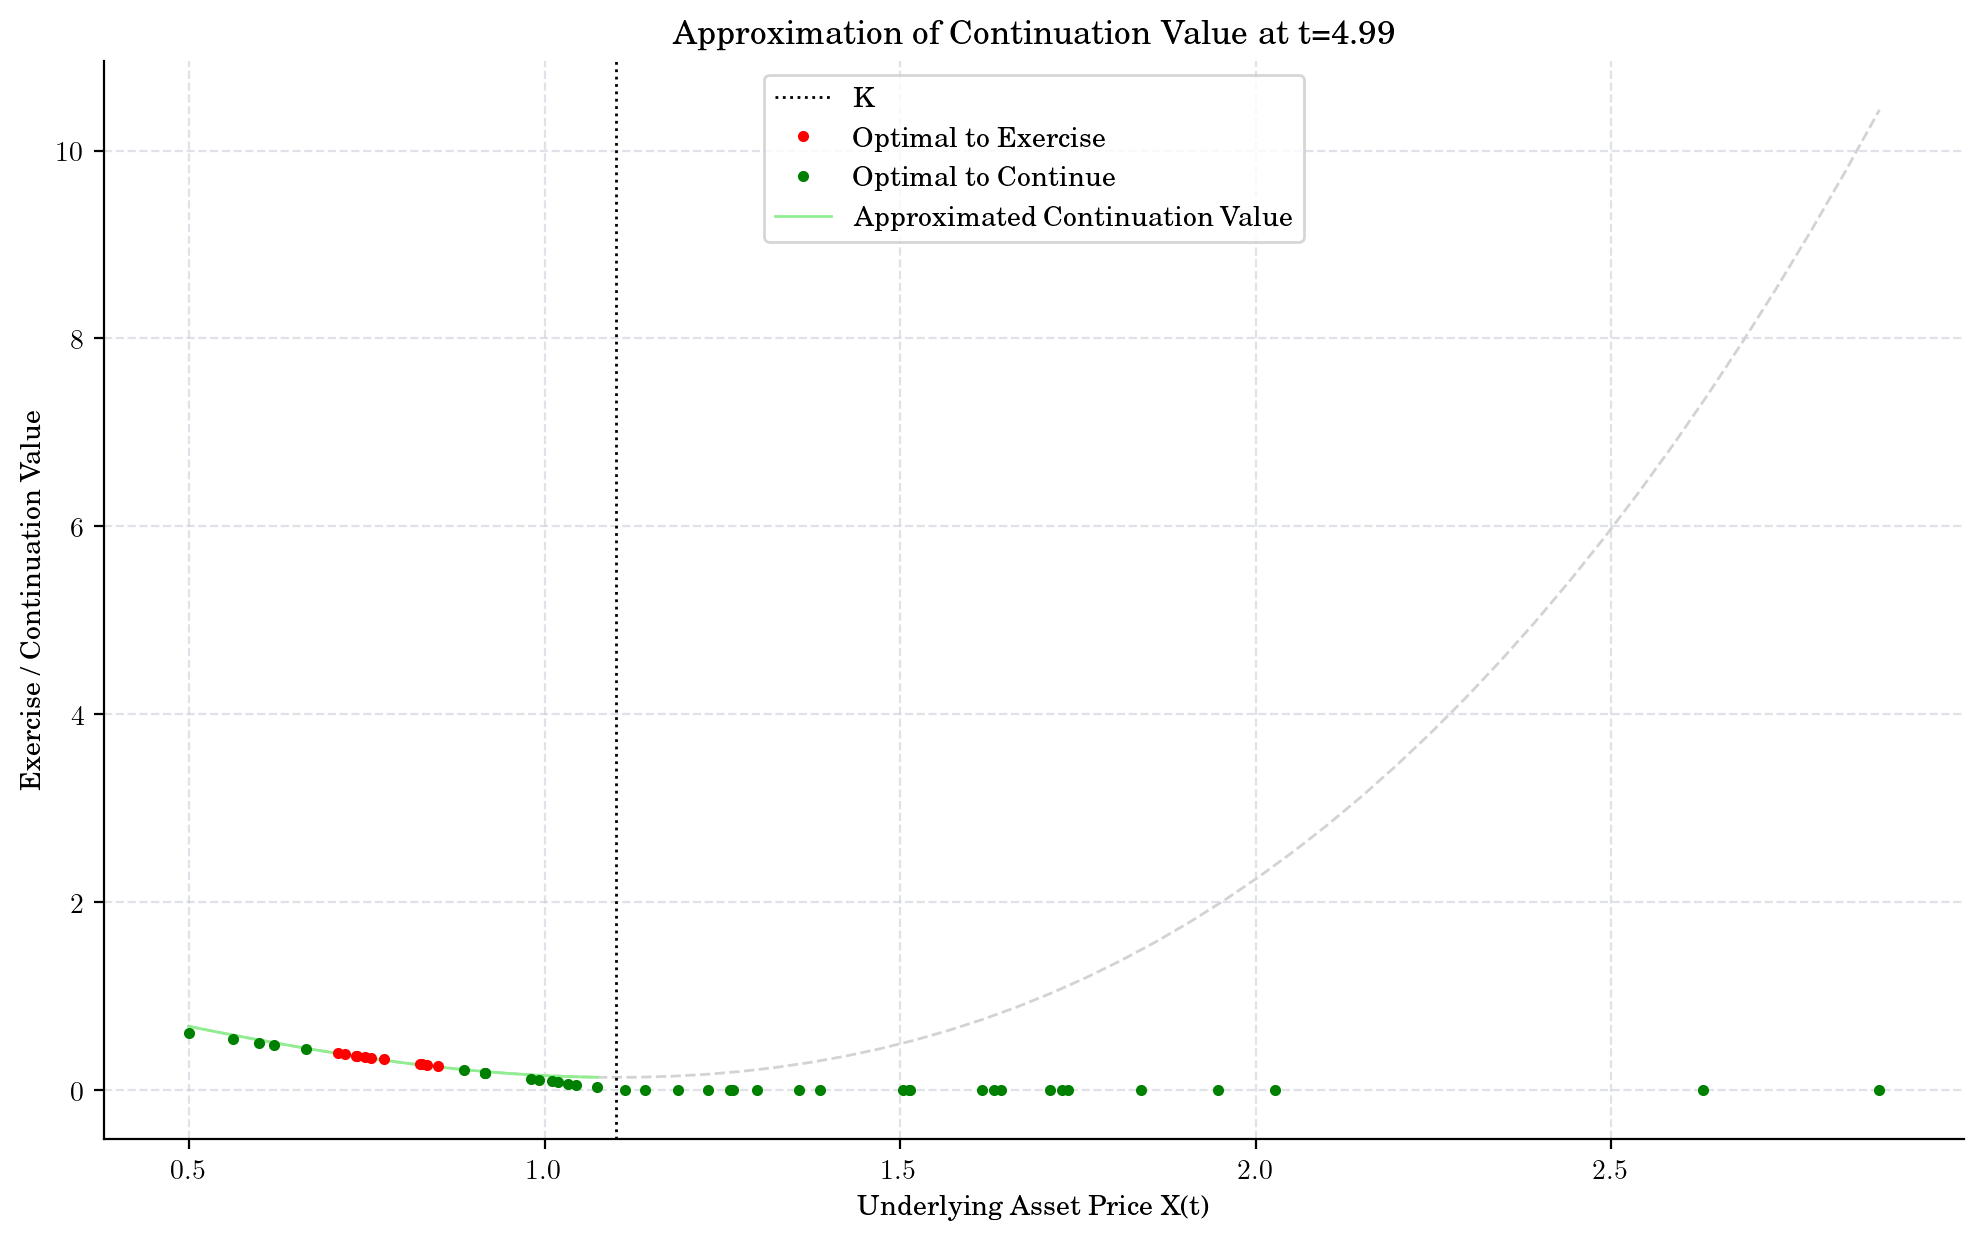 Approximation of Continuation Value at t=4.99
K
Optimal to Exercise
Optimal to Continue
Approximated Continuation Value
Exercise / Continuation Value
10
8
6
4
2
0
0.5
1.0
1.5
2.0
2.5
Underlying Asset Price X(t)